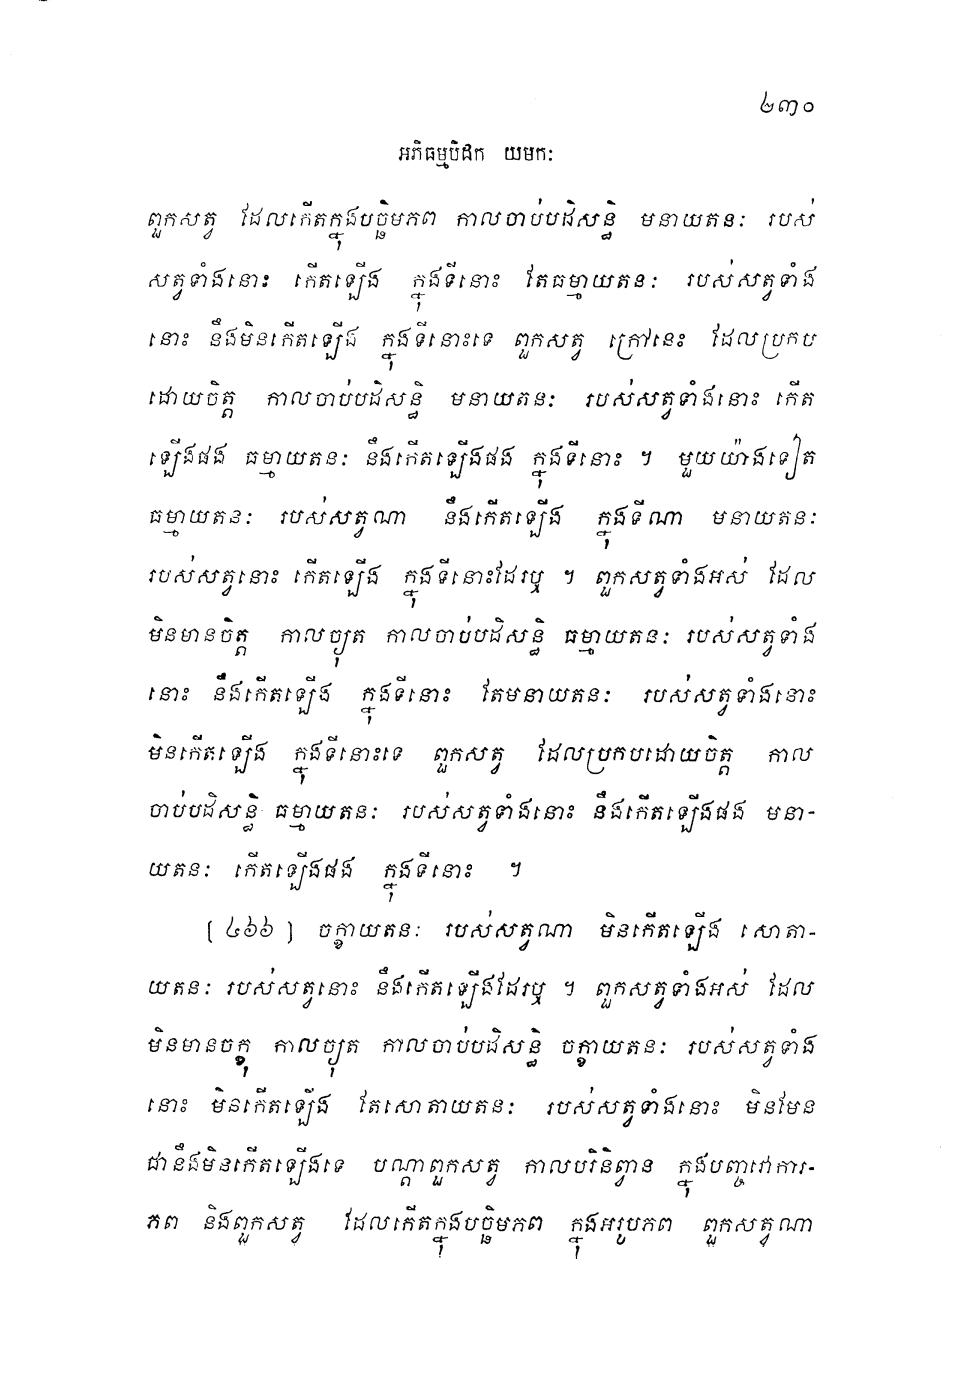 ២៣០
អភិធម្មបិដក យមកៈ
ពួកសត្វ ដែលកើតក្នុងបច្ឆិមភព កាលចាប់បដិសន្ធិ មនាយតនៈ របស់
សត្វទាំងនោះ កើតឡើង ក្នុងទីនោះ តែធម្មាយតនៈ របស់សត្វទាំង
នោះ នឹងមិនកើតឡើង ក្នុងទីនោះទេ ពួកសត្វ ក្រៅនេះ ដែលប្រកប
ដោយចិត្ត កាលចាប់បដិសន្ធិ មនាយតនៈ របស់សត្វទាំងនោះ កើត
ឡើងផង ធម្មាយតនៈ នឹងកើតឡើងផង ក្នុងទីនោះ ។ មួយយ៉ាងទៀត
ធម្មាយតនៈ របស់សត្វណា នឹងកើតឡើង ក្នុងទីណា មនាយតនៈ
របស់សត្វនោះ កើតឡើង ក្នុងទីនោះដែរឬ ។ ពួកសត្វទាំងអស់ ដែល
មិនមានចិត្ត កាលច្យុត កាលចាប់បដិសន្ធិ ធម្មាយតនៈ របស់សត្វទាំង
នោះ នឹងកើតឡើង ក្នុងទីនោះ តែមនាយតនៈ របស់សត្វទាំងនោះ
មិនកើតឡើង ក្នុងទីនោះទេ ពួកសត្វ ដែលប្រកបដោយចិត្ត កាល
ចាប់បដិសន្ធិ ធម្មាយតនៈ របស់សត្វទាំងនោះ នឹងកើតឡើងផង មនា-
យតនៈ កើតឡើងផង ក្នុងទីនោះ ។
[៤៦៦] ចក្ខាយតនៈ របស់សត្វណា មិនកើតឡើង សោតា-
យតនៈ របស់សត្វនោះ នឹងកើតឡើងដែរឬ ។ ពួកសត្វទាំងអស់ ដែល
មិនមានចក្ខុ កាលច្យុត កាលចាប់បដិសន្ធិ ចក្ខាយតនៈ របស់សត្វទាំង
នោះ មិនកើតឡើង តែសោតាយតនៈ របស់សត្វទាំងនោះ មិនមែន
ជានឹងមិនកើតឡើងទេ បណ្តាពួកសត្វ កាលបរិនិព្វាន ក្នុងបញ្ចវោការ-
ភព និងពួកសត្វ ដែលកើតក្នុងបច្ឆិមភព ក្នុងអរូបភព ពួកសត្វណា